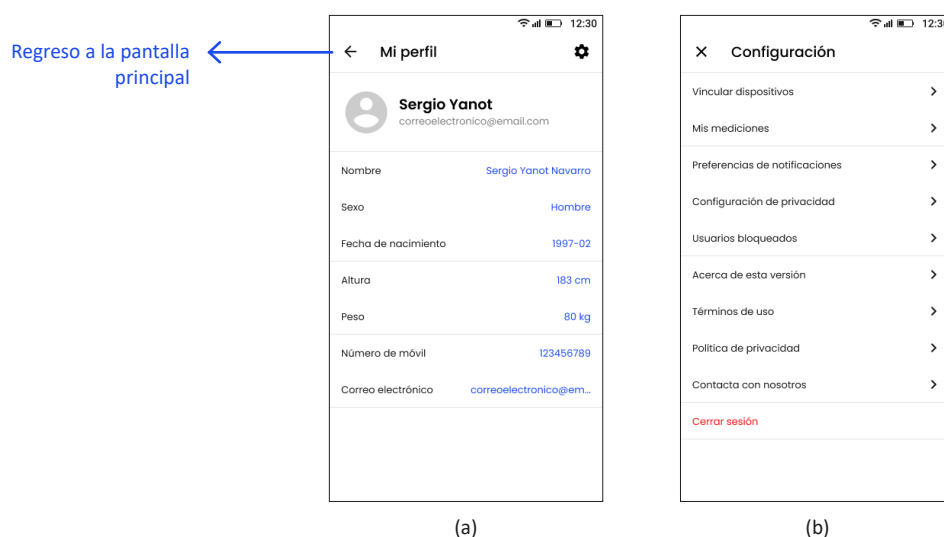 Regreso a la pantalla
principal
12:30
Mi perfil
Sergio Yanot
correoelectronico@email.com
Nombre Sergio Yanot Navarro
Sexo Hombre
Fecha de nacimiento 1997-02
Altura 183 cm
Peso 80 kg
Número de móvil 123456789
Correo electrónico correoelectronico@em...
(a)
12:30
Configuración
Vincular dispositivos
Mis mediciones
Preferencias de notificaciones
Configuración de privacidad
Usuarios bloqueados
Acerca de esta versión
Términos de uso
Politica de privacidad
Contacta con nosotros
Cerrar sesión
(b)